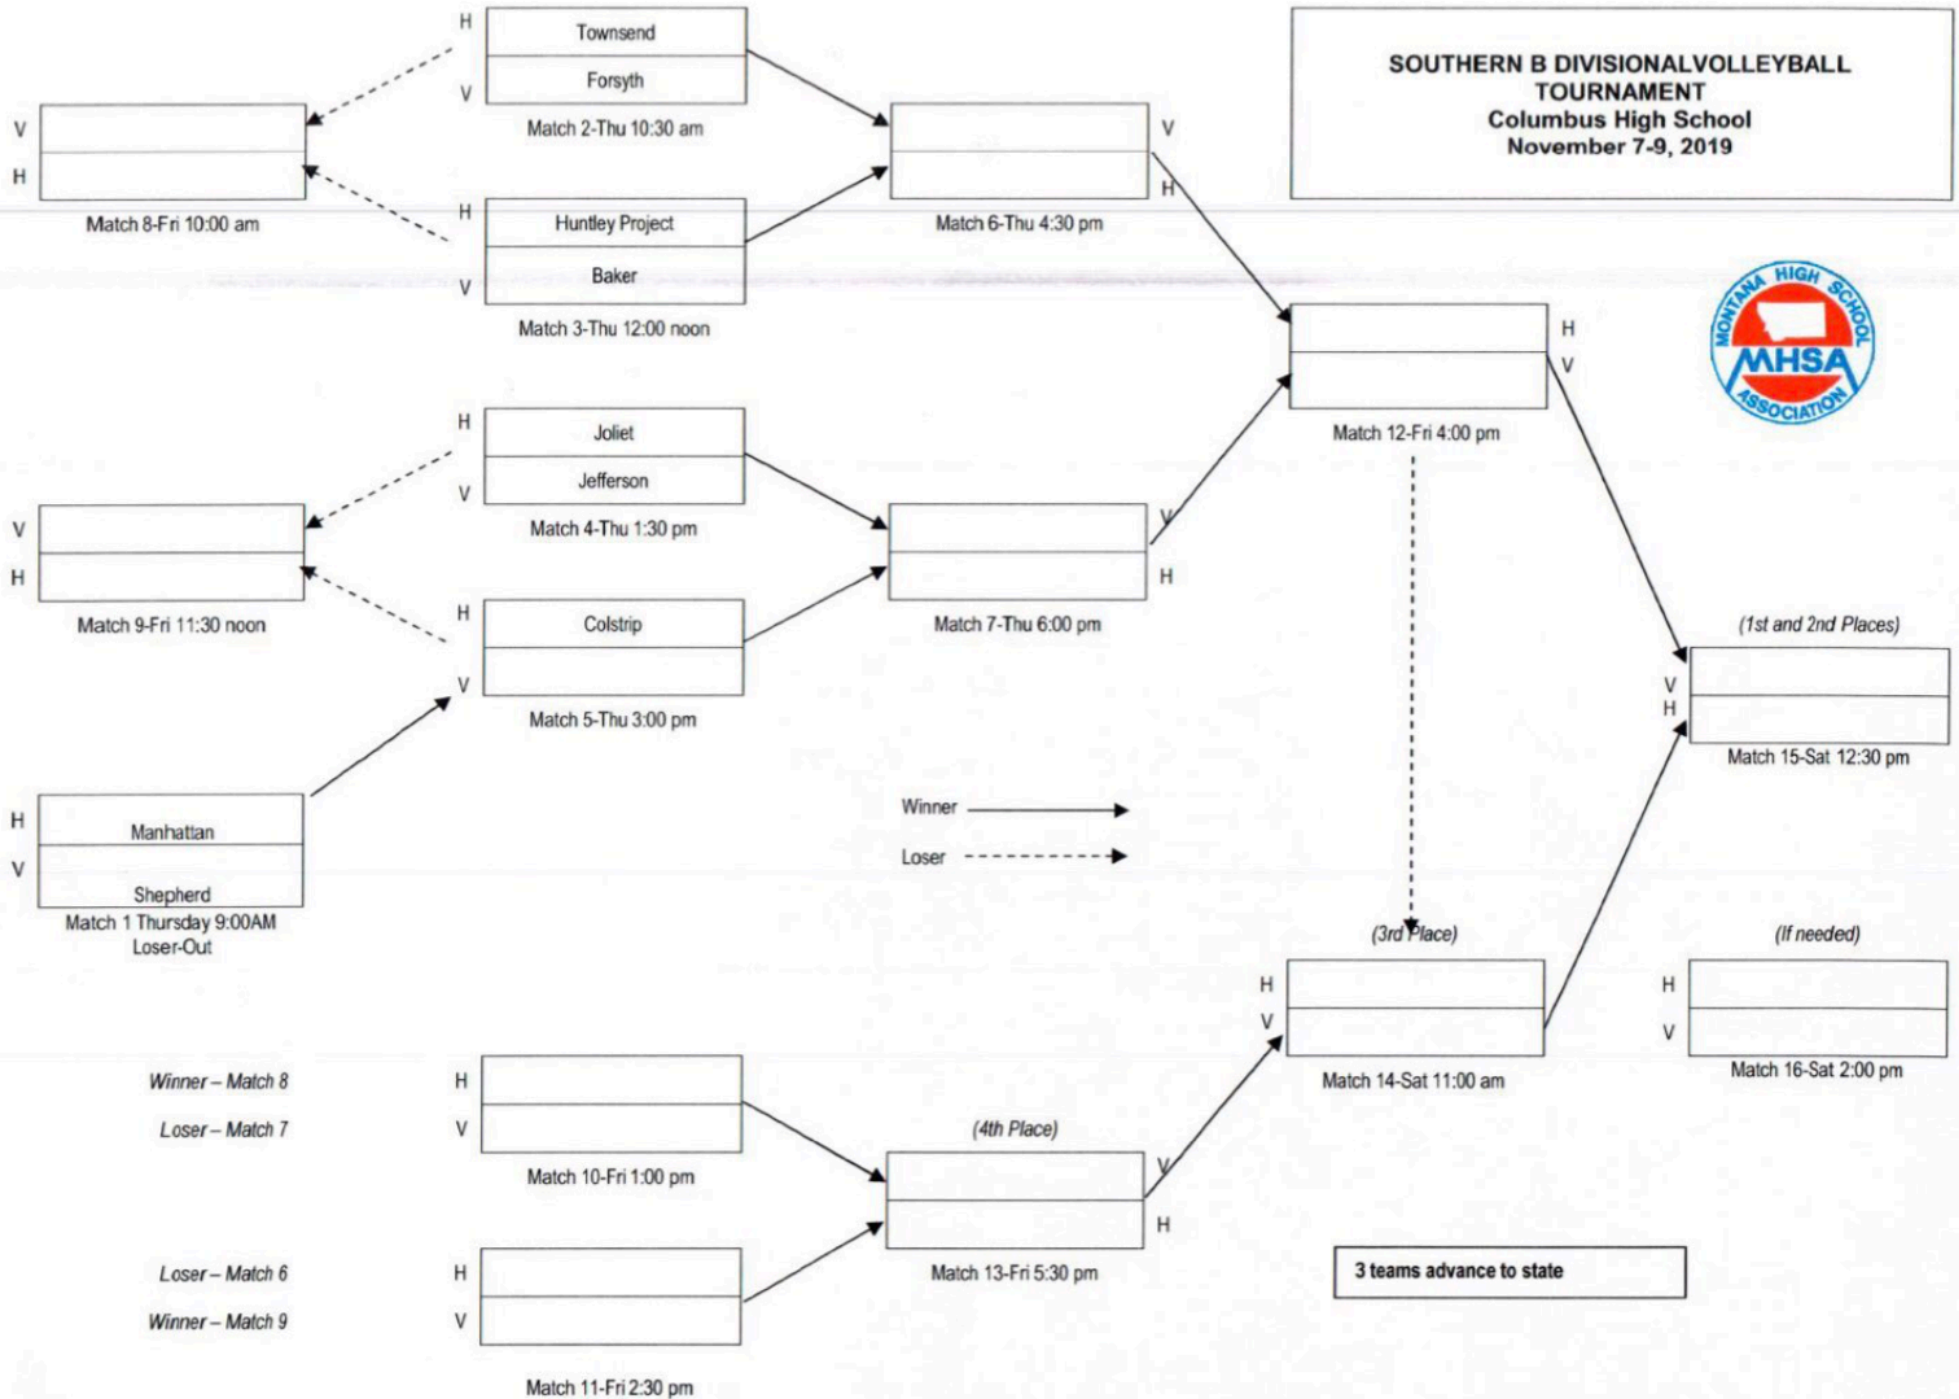 H
Townsend
V
Forsyth
Match 2-Thu 10:30 am
SOUTHERN B DIVISIONALVOLLEYBALL
TOURNAMENT
Columbus High School
November 7-9, 2019
V
H
Match 8-Fri 10:00 am
H
Huntley Project
V
Baker
Match 3-Thu 12:00 noon
V
H
Match 6-Thu 4:30 pm
MONTANA HIGH SCHOOL
MHSA
ASSOCIATION
H
V
Match 12-Fri 4:00 pm
H
Joliet
V
Jefferson
Match 4-Thu 1:30 pm
V
H
Match 9-Fri 11:30 noon
H
Colstrip
V
Match 5-Thu 3:00 pm
V
H
Match 7-Thu 6:00 pm
(1st and 2nd Places)
V
H
Match 15-Sat 12:30 pm
H
Manhattan
V
Shepherd
Match 1 Thursday 9:00AM
Loser-Out
Winner
Loser
(3rd Place)
H
V
Match 14-Sat 11:00 am
(If needed)
H
V
Match 16-Sat 2:00 pm
Winner – Match 8
H
Loser – Match 7
V
Match 10-Fri 1:00 pm
(4th Place)
V
H
Match 13-Fri 5:30 pm
Loser – Match 6
H
Winner – Match 9
V
Match 11-Fri 2:30 pm
3 teams advance to state